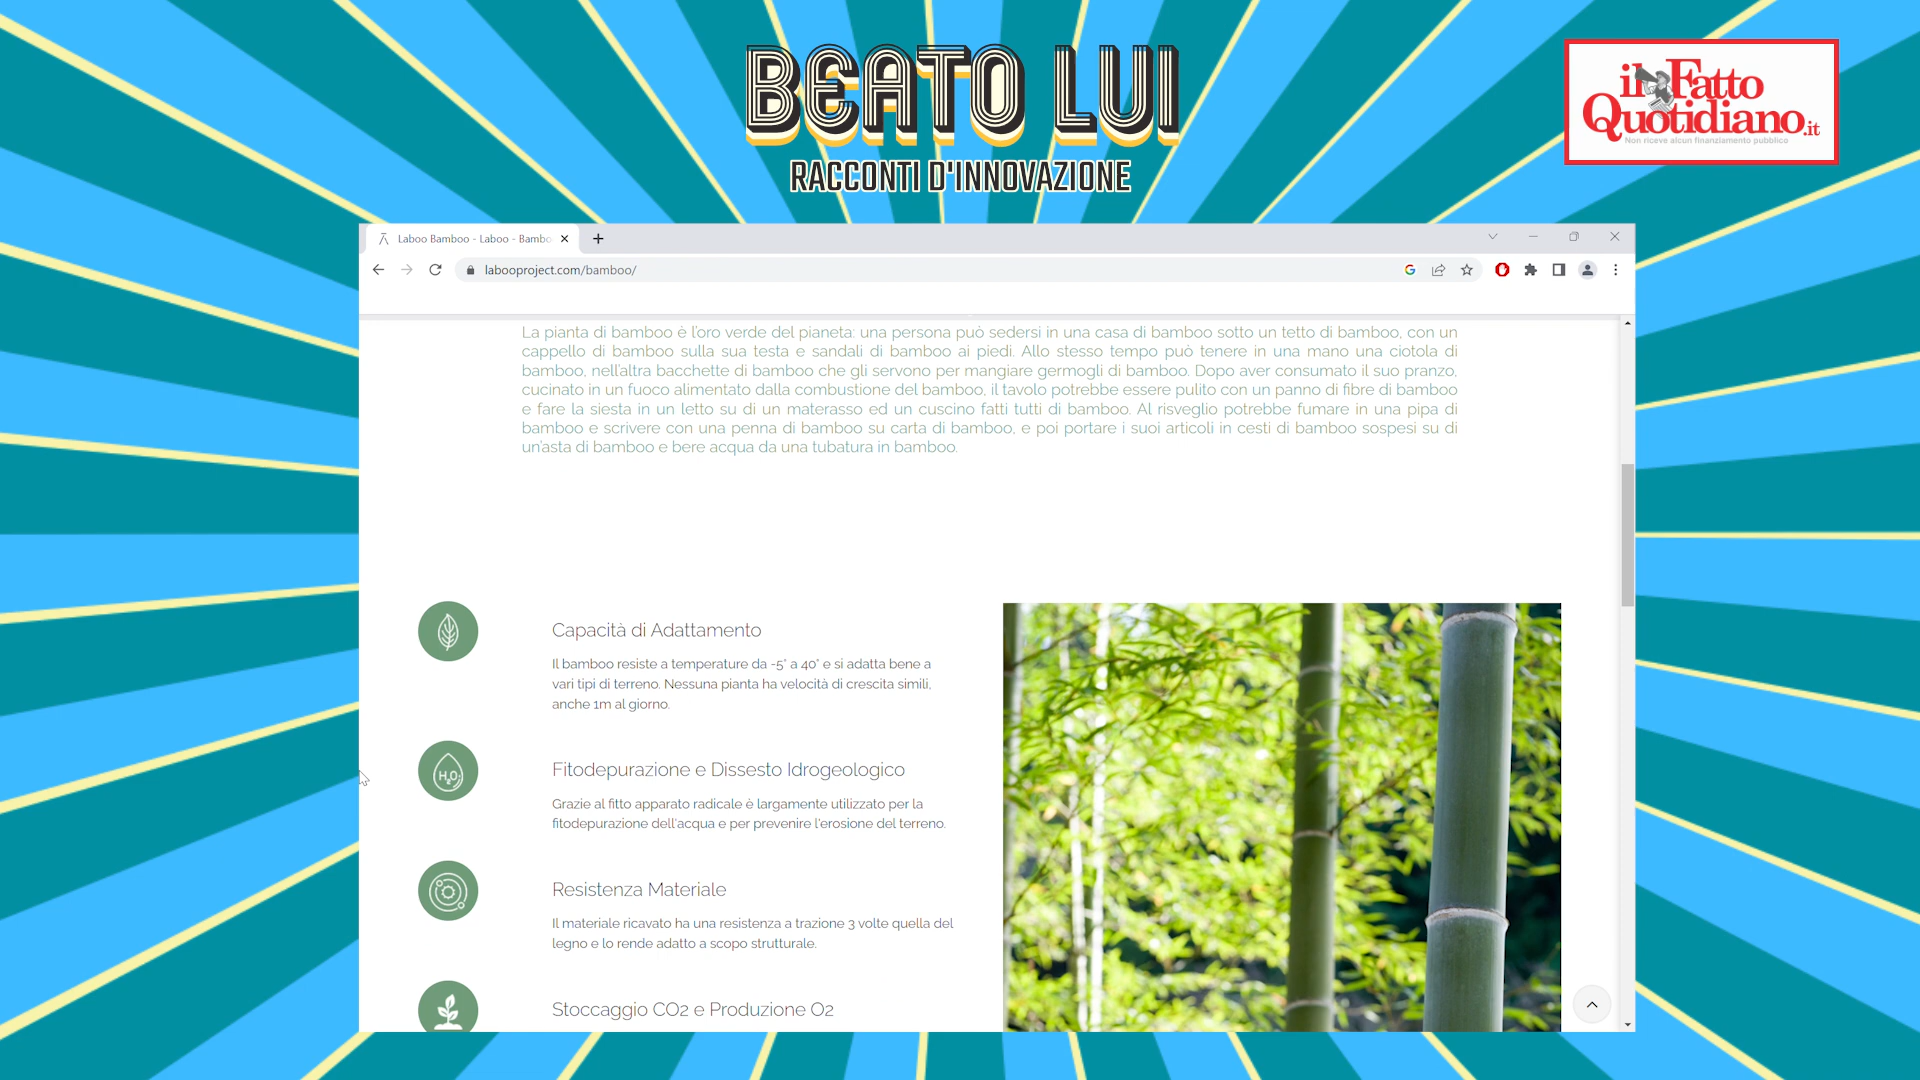 BEATO LUI
RACCONTI D'INNOVAZIONE
il Fatto
Quotidiano.it
Non riceve alcun finanziamento pubblico
Laboo Bamboo - Laboo - Bambo
labooproject.com/bamboo/
La pianta di bamboo è l'oro verde del pianeta: una persona può sedersi in una casa di bamboo sotto un tetto di bamboo, con un
cappello di bamboo sulla sua testa e sandali di bamboo ai piedi. Allo stesso tempo può tenere in una mano una ciotola di
bamboo, nell'altra bacchette di bamboo che gli servono per mangiare germogli di bamboo. Dopo aver consumato il suo pranzo,
cucinato in un fuoco alimentato dalla combustione del bamboo, il tavolo potrebbe essere pulito con un panno di fibre di bamboo
e fare la siesta in un letto su di un materasso ed un cuscino fatti tutti di bamboo. Al risveglio potrebbe fumare in una pipa di
bamboo e scrivere con una penna di bamboo su carta di bamboo, e poi portare i suoi articoli in cesti di bamboo sospesi su di
un'asta di bamboo e bere acqua da una tubatura in bamboo.
Capacità di Adattamento
Il bamboo resiste a temperature da -5° a 40° e si adatta bene a
vari tipi di terreno. Nessuna pianta ha velocità di crescita simili,
anche 1m al giorno.
H₂O
Fitodepurazione e Dissesto Idrogeologico
Grazie al fitto apparato radicale è largamente utilizzato per la
fitodepurazione dell'acqua e per prevenire l'erosione del terreno.
Resistenza Materiale
Il materiale ricavato ha una resistenza a trazione 3 volte quella del
legno e lo rende adatto a scopo strutturale.
Stoccaggio CO2 e Produzione O2